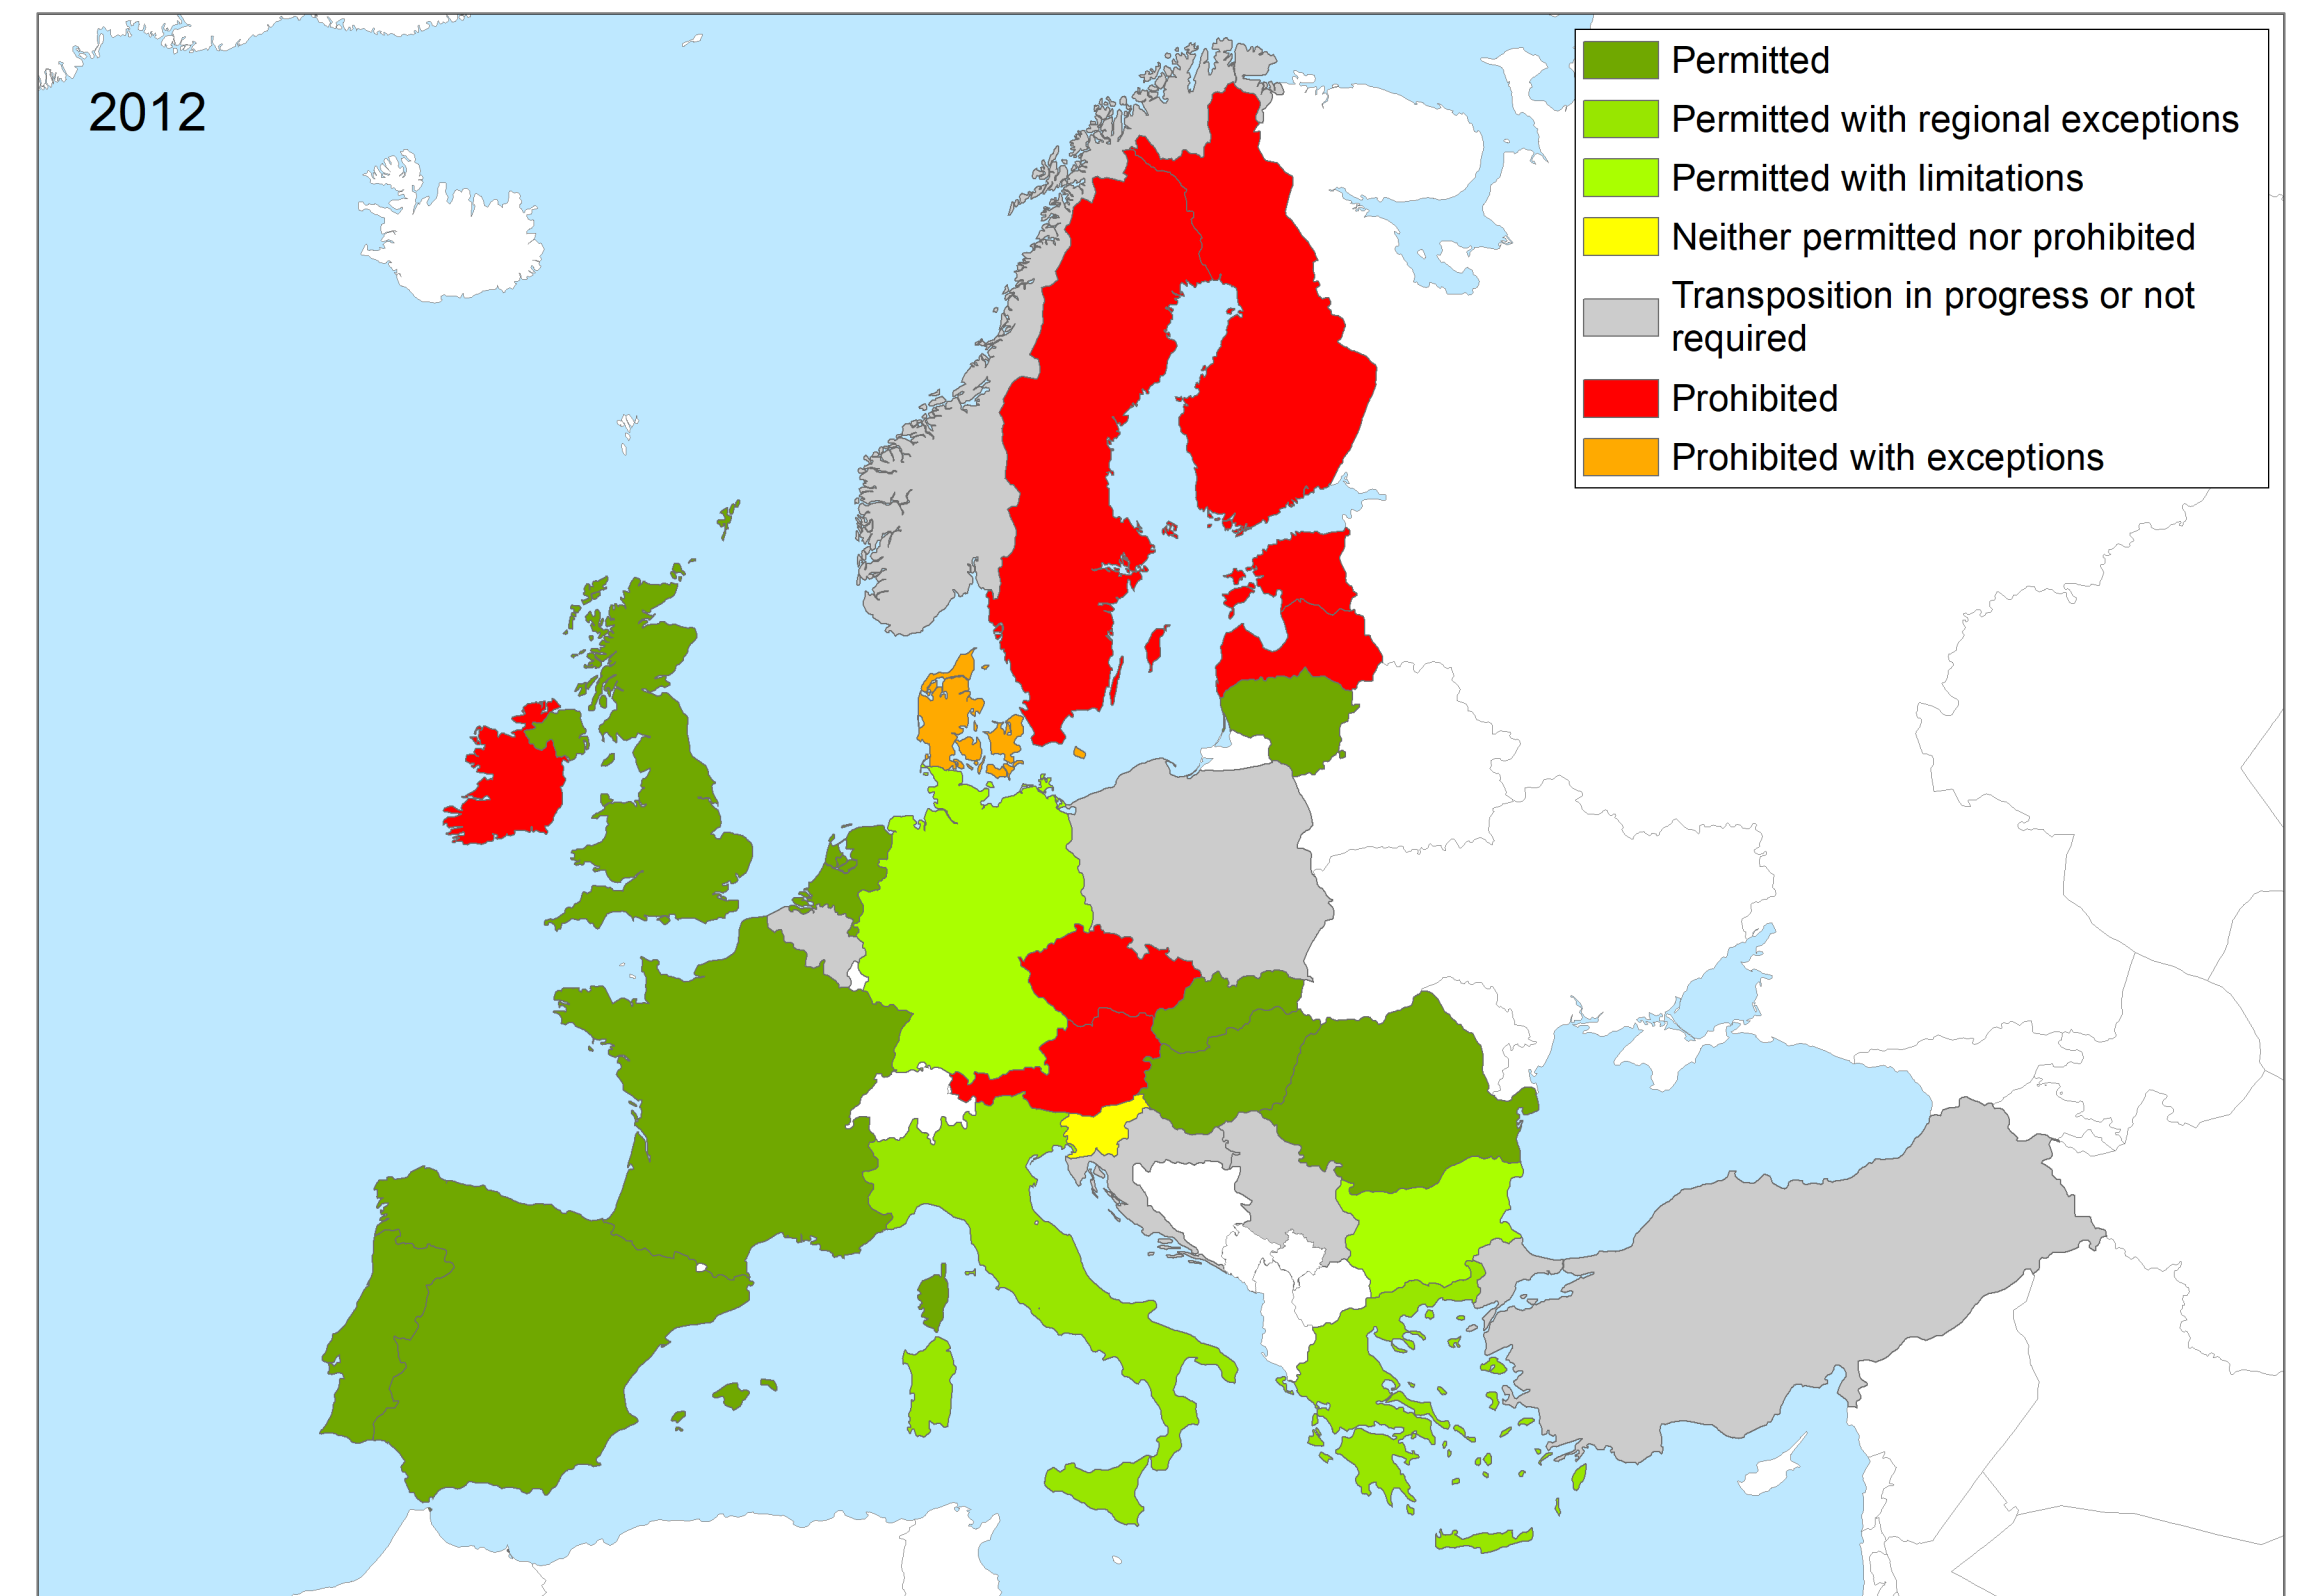 2012
Permitted
Permitted with regional exceptions
Permitted with limitations
Neither permitted nor prohibited
Transposition in progress or not
required
Prohibited
Prohibited with exceptions